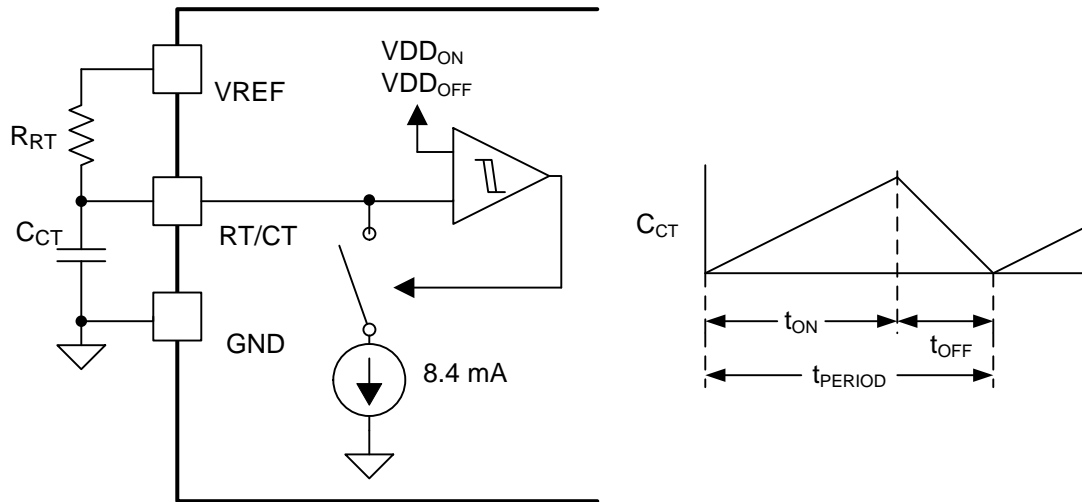 VDD_ON
VDD_OFF
VREF
R_RT
C_CT
RT/CT
GND
8.4 mA
C_CT
t_ON
t_OFF
t_PERIOD